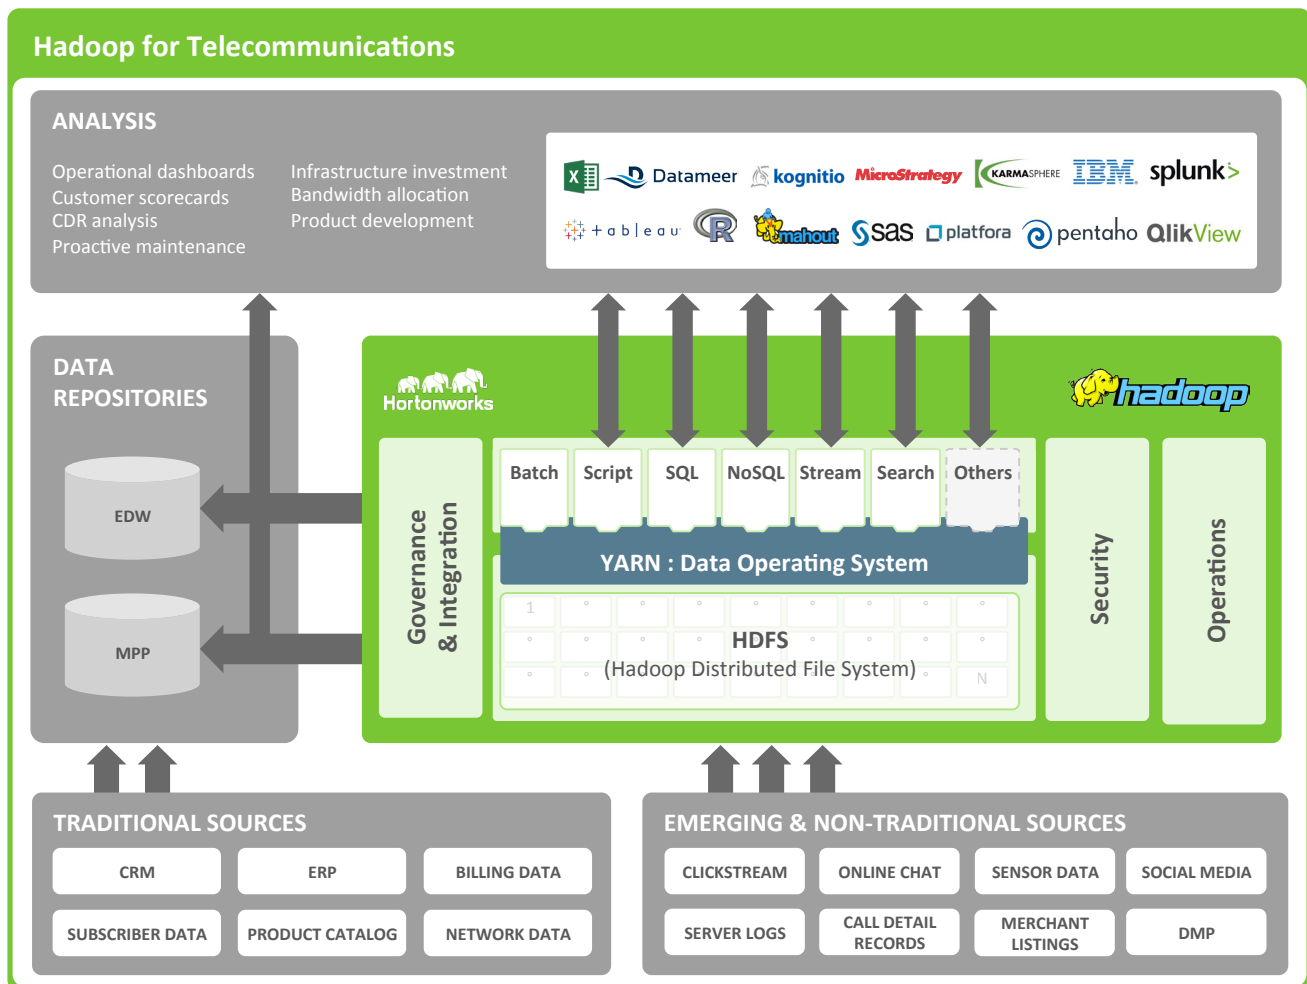 Hadoop for Telecommunications
ANALYSIS
Operational dashboards
Customer scorecards
CDR analysis
Proactive maintenance
Infrastructure investment
Bandwidth allocation
Product development
X
Datameer
kognitio
MicroStrategy
KARMASPHERE
IBM
splunk>
+ a b l e a u
R
mahout
sas
platfora
pentaho
QlikView
DATA
REPOSITORIES
EDW
MPP
Hortonworks
hadoop
Governance
& Integration
Batch
Script
SQL
NoSQL
Stream
Search
Others
YARN : Data Operating System
1
HDFS
(Hadoop Distributed File System)
N
Security
Operations
TRADITIONAL SOURCES
CRM
ERP
BILLING DATA
SUBSCRIBER DATA
PRODUCT CATALOG
NETWORK DATA
EMERGING & NON-TRADITIONAL SOURCES
CLICKSTREAM
ONLINE CHAT
SENSOR DATA
SOCIAL MEDIA
SERVER LOGS
CALL DETAIL
RECORDS
MERCHANT
LISTINGS
DMP